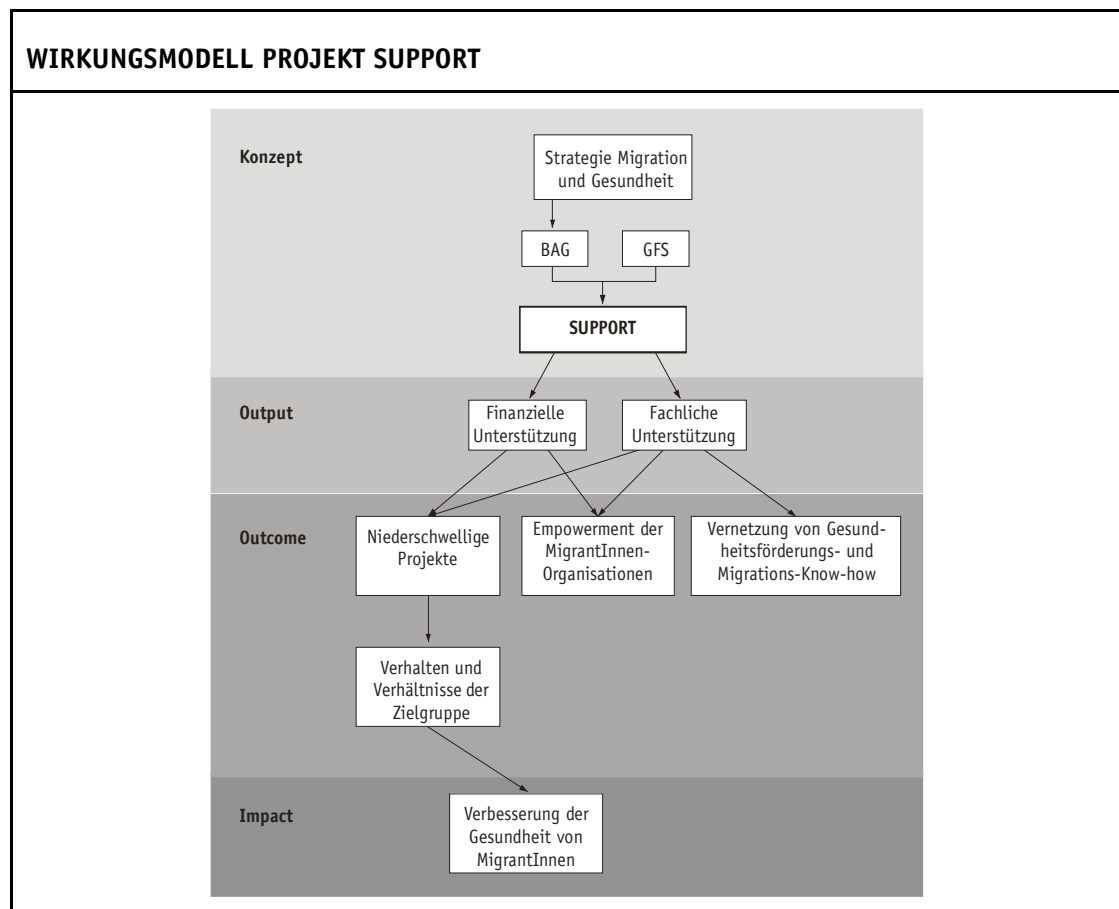 WIRKUNGSMODELL PROJEKT SUPPORT
Konzept
Strategie Migration
und Gesundheit
BAG
GFS
SUPPORT
Output
Finanzielle
Unterstützung
Fachliche
Unterstützung
Outcome
Niederschwellige
Projekte
Empowerment der
MigrantInnen-
Organisationen
Vernetzung von Gesund-
heitsförderungs- und
Migrations-Know-how
Verhalten und
Verhältnisse der
Zielgruppe
Impact
Verbesserung der
Gesundheit von
MigrantInnen